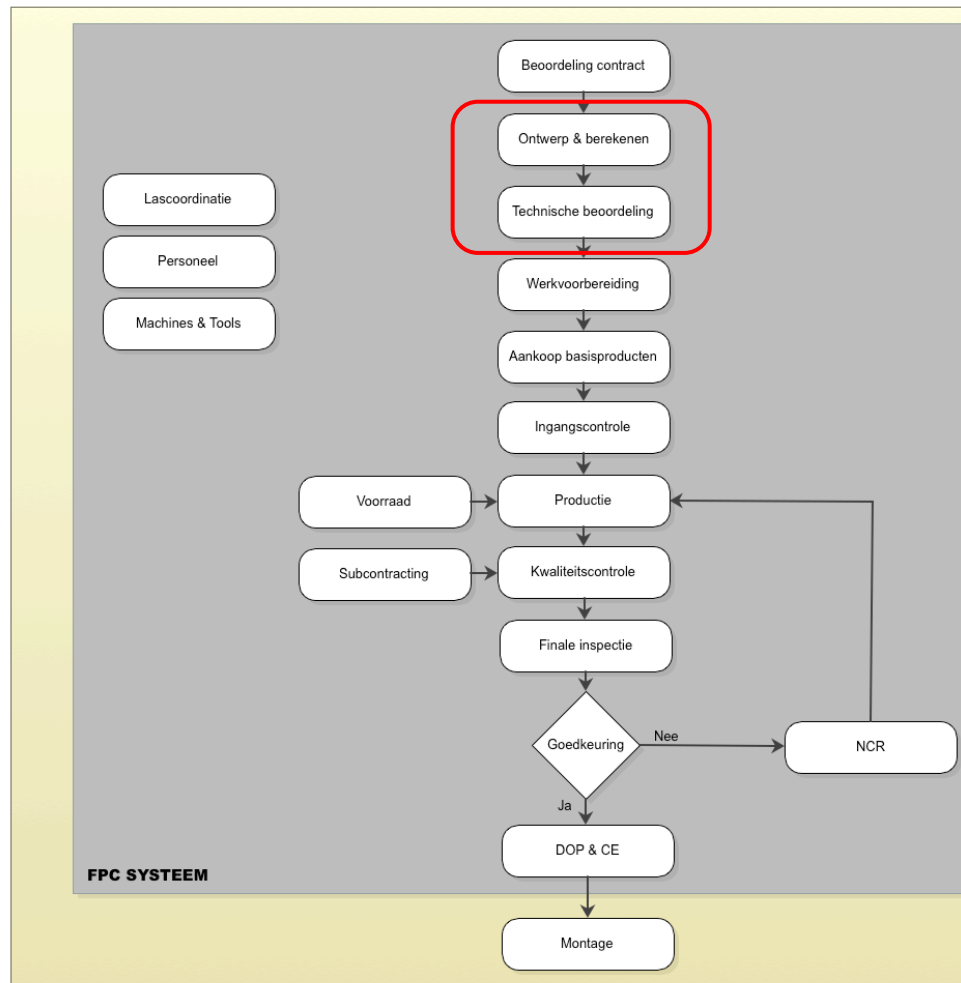 Beoordeling contract
Ontwerp & berekenen
Technische beoordeling
Lascoordinatie
Personeel
Machines & Tools
Werkvoorbereiding
Aankoop basisproducten
Ingangscontrole
Voorraad
Productie
Subcontracting
Kwaliteitscontrole
Finale inspectie
Goedkeuring
Nee
NCR
Ja
DOP & CE
FPC SYSTEEM
Montage